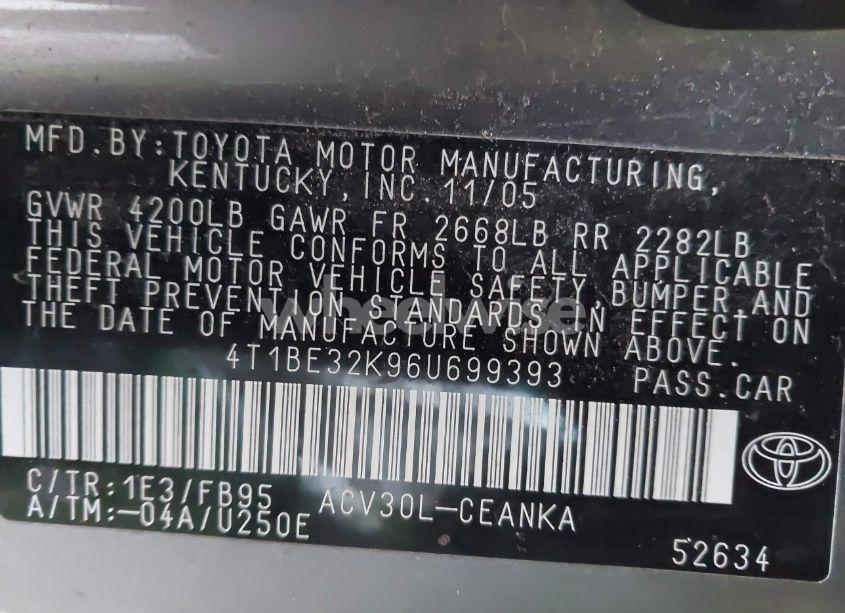 MFD.BY:TOYOTA MOTOR MANUFACTURING,
KENTUCKY,INC.11/05
GVWR 4200LB GAWR FR 2668LB RR 2282LB
THIS VEHICLE CONFORMS TO ALL APPLICABLE
FEDERAL MOTOR VEHICLE SAFETY,BUMPER,AND
THEFT PREVENTION STANDARDS IN EFFECT ON
THE DATE OF MANUFACTURE SHOWN ABOVE.
wheelwise
4T1BE32K96U699393 PASS.CAR
C/TR:1E3/FB95 ACV30L-CEANKA
A/TM:-04A/U250E
52634